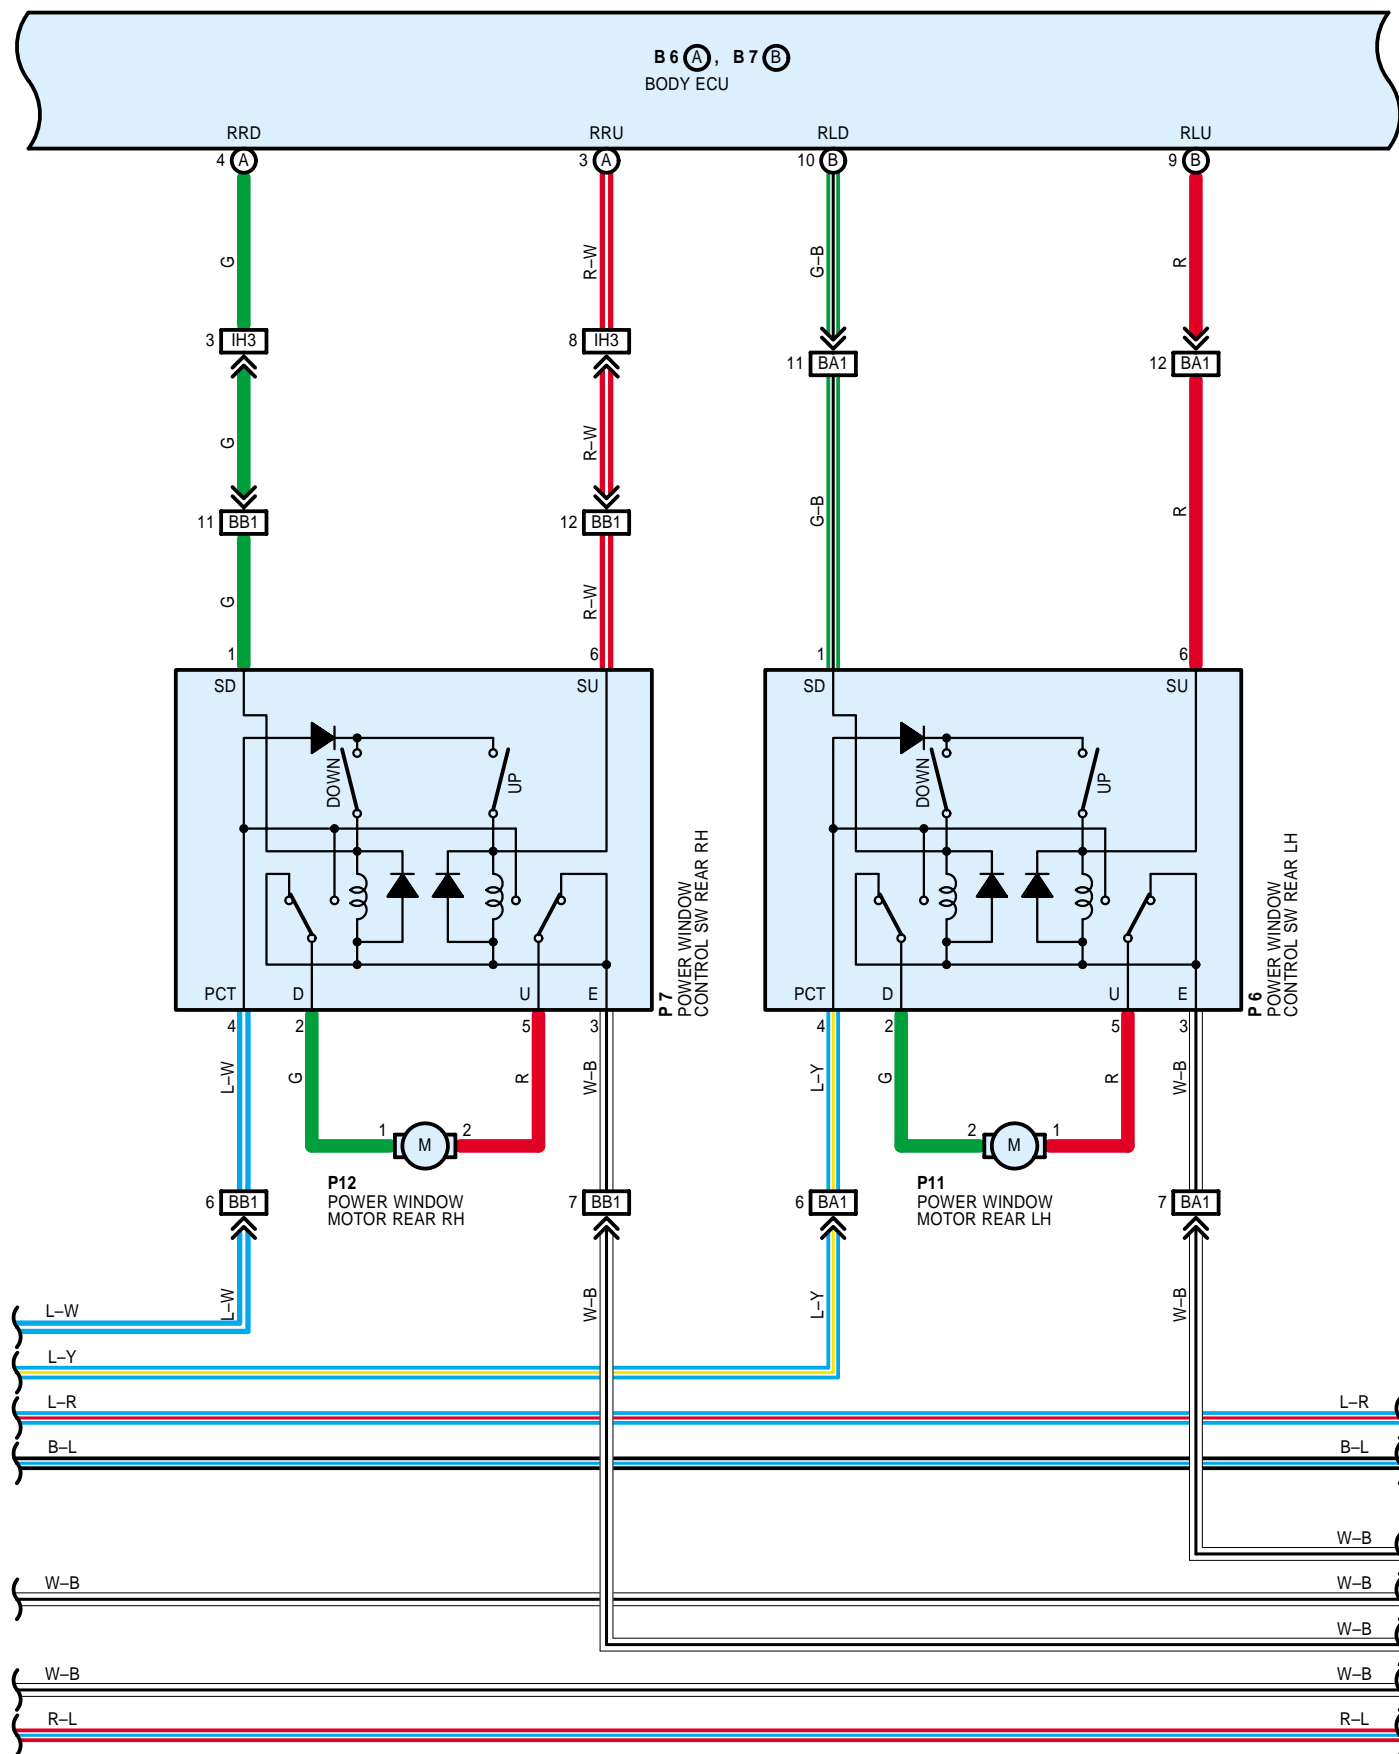 B 6 A , B 7 B
BODY ECU
RRD RRU RLD RLU
4 A 3 A 10 B 9 B
G R–W G–B R
3 IH3 8 IH3
11 BA1 12 BA1
G R–W G–B R
11 BB1 12 BB1
G R–W
1 6 1 6
SD SU SD SU
DOWN UP DOWN UP
P 7
POWER WINDOW
CONTROL SW REAR RH
P 6
POWER WINDOW
CONTROL SW REAR LH
PCT D U E PCT D U E
4 2 5 3 4 2 5 3
L–W G R W–B L–Y G R W–B
1 M 2 2 M 1
P12
POWER WINDOW
MOTOR REAR RH
P11
POWER WINDOW
MOTOR REAR LH
6 BB1 7 BB1 6 BA1 7 BA1
L–W W–B L–Y W–B
L–W
L–Y
L–R L–R
B–L B–L
W–B
W–B W–B
W–B
W–B W–B
R–L R–L